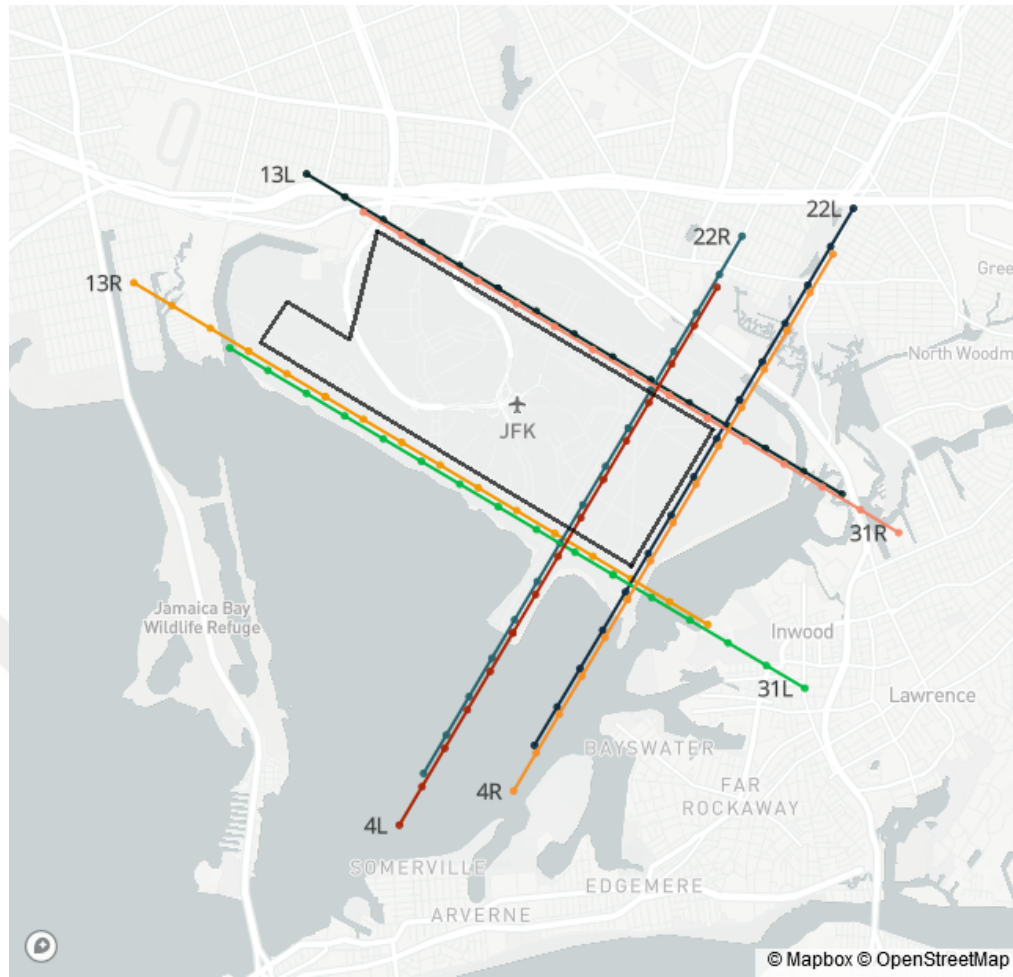 13L
22L
22R
Gree
13R
North Woodm
JFK
31R
Jamaica Bay
Wildlife Refuge
Inwood
31L
Lawrence
BAYSWATER
4R
FAR
ROCKAWAY
4L
SOMERVILLE
EDGEMERE
ARVERNE
© Mapbox © OpenStreetMap